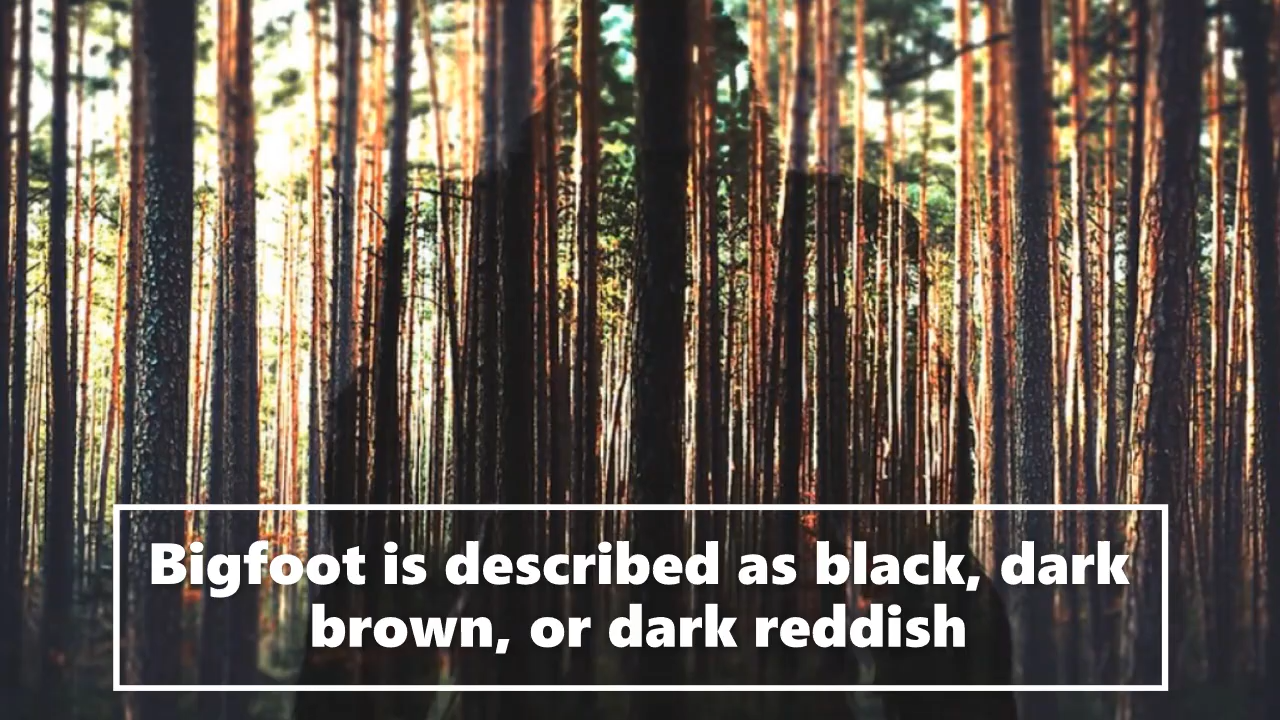 Bigfoot is described as black, dark
brown, or dark reddish